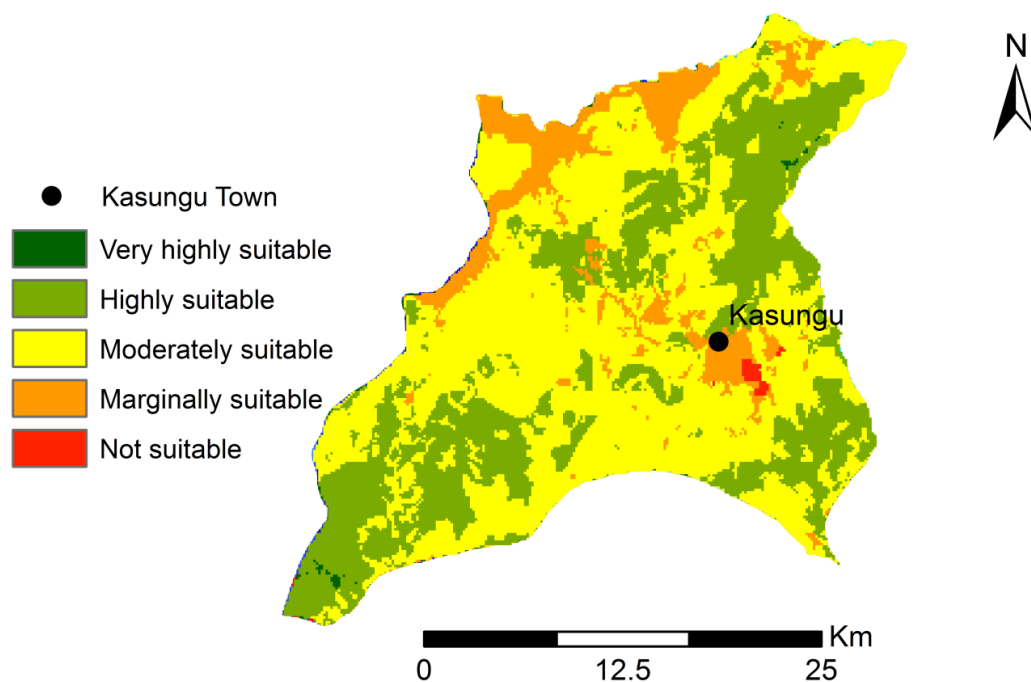 N
Kasungu Town
Very highly suitable
Highly suitable
Moderately suitable
Marginally suitable
Not suitable
Kasungu
Km
0 12.5 25